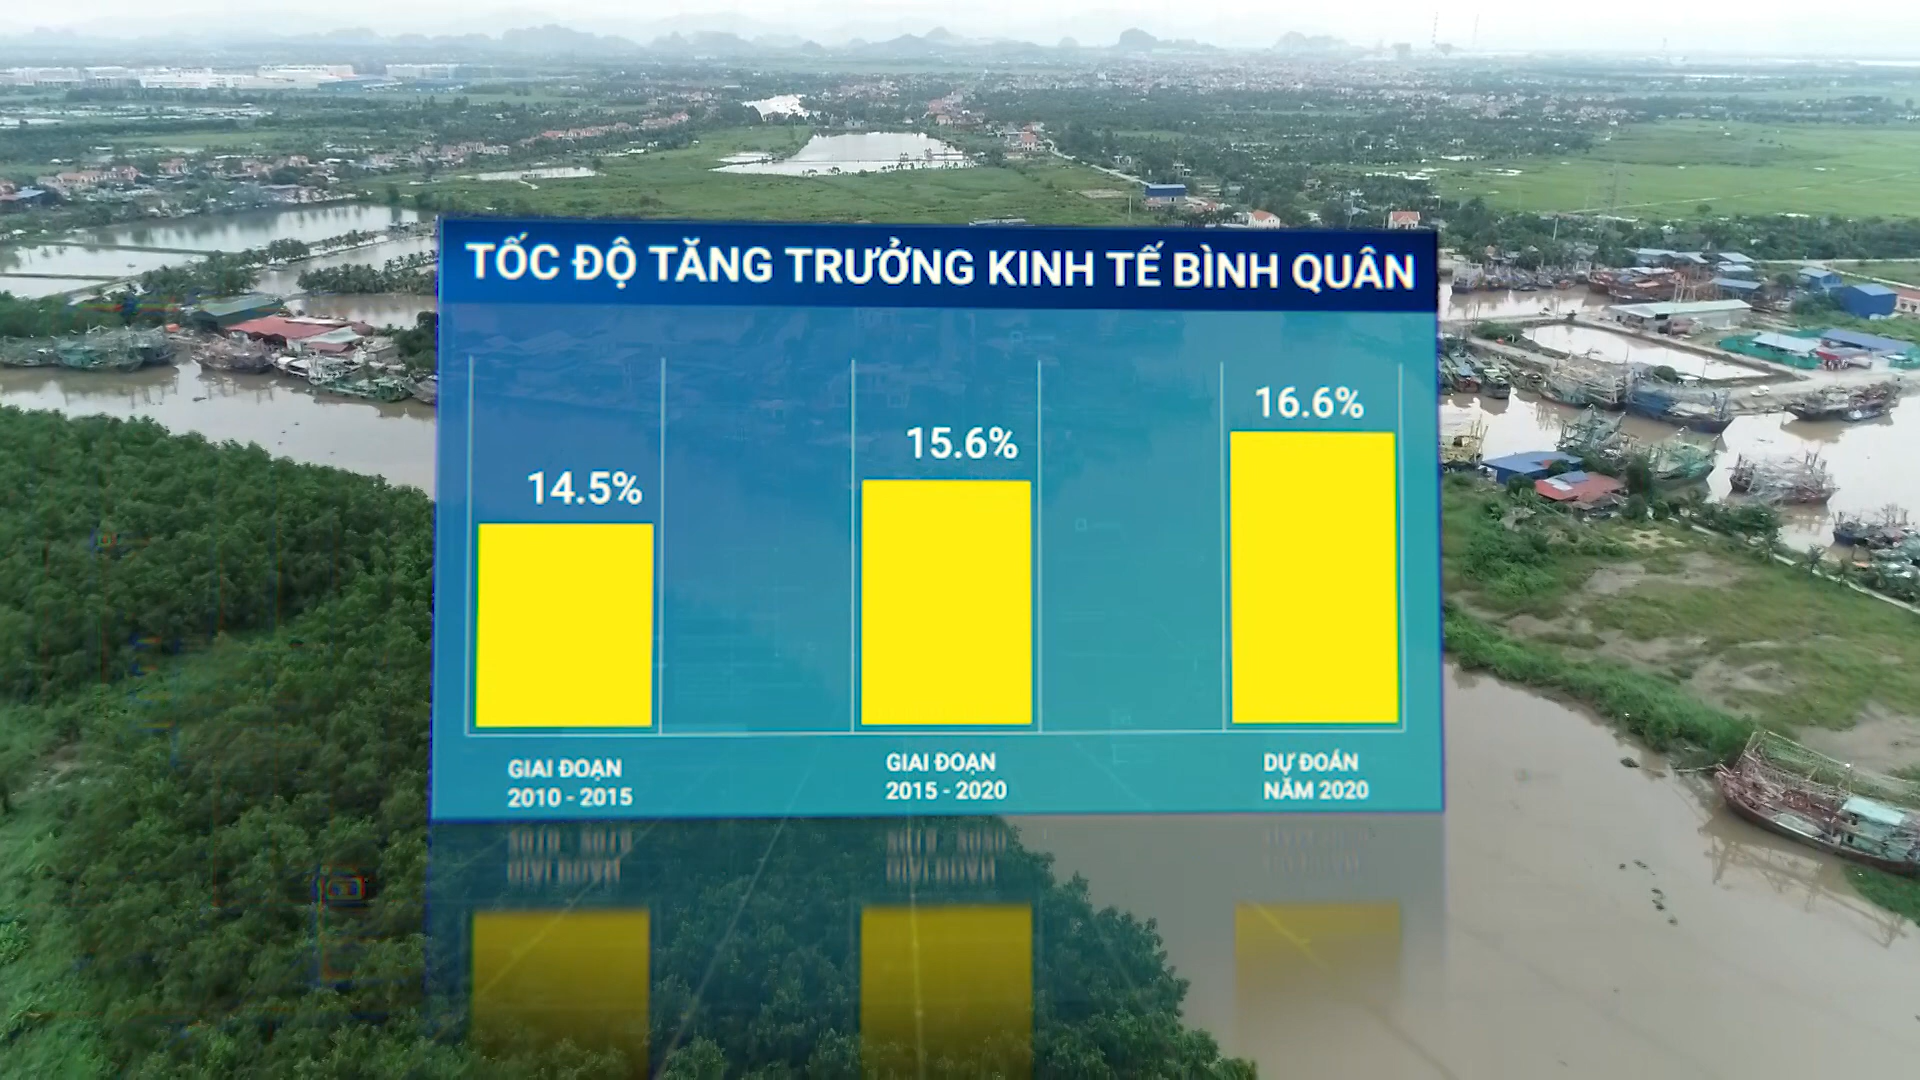 TỐC ĐỘ TĂNG TRƯỞNG KINH TẾ BÌNH QUÂN
14.5%
15.6%
16.6%
GIAI ĐOẠN
2010 - 2015
GIAI ĐOẠN
2015 - 2020
DỰ ĐOÁN
NĂM 2020